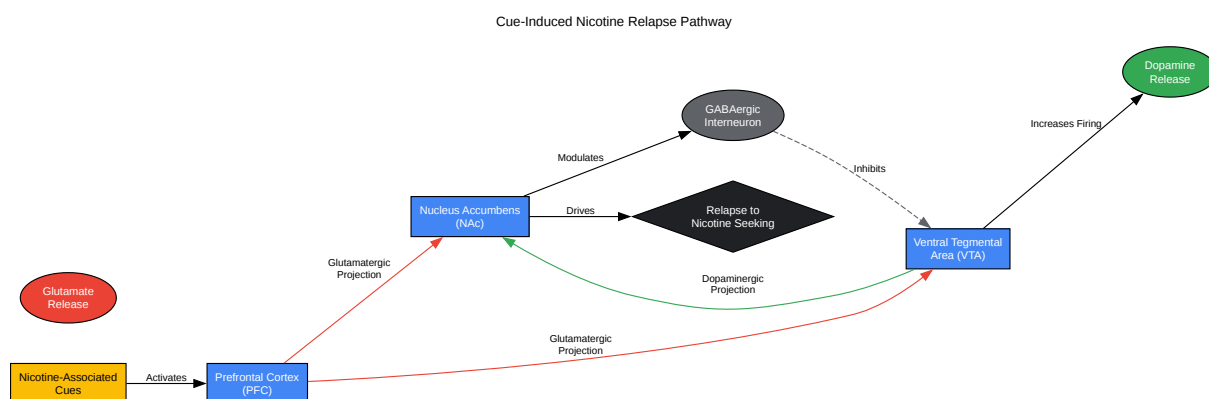 Cue-Induced Nicotine Relapse Pathway
Dopamine
Release
GABAergic
Interneuron
Increases Firing
Modulates
Inhibits
Nucleus Accumbens
(NAc)
Drives
Relapse to
Nicotine Seeking
Ventral Tegmental
Area (VTA)
Glutamatergic
Projection
Dopaminergic
Projection
Glutamate
Release
Glutamatergic
Projection
Nicotine-Associated
Cues
Activates
Prefrontal Cortex
(PFC)